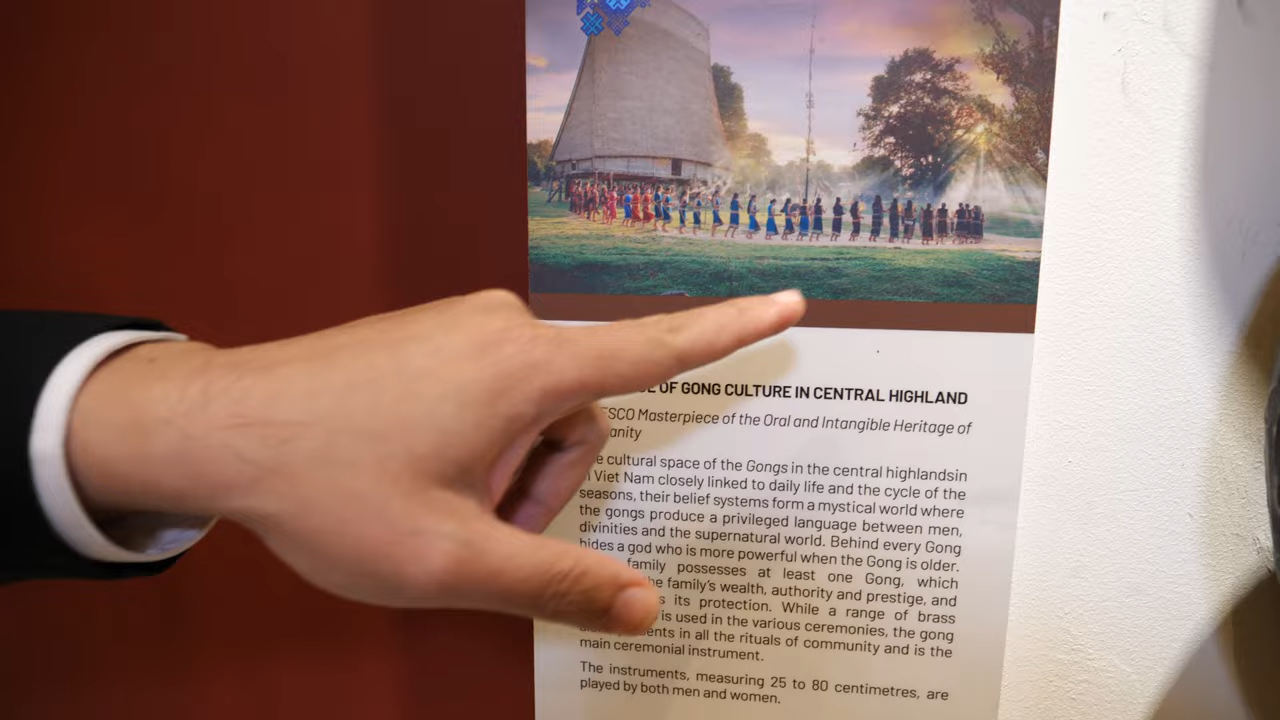 OF GONG CULTURE IN CENTRAL HIGHLAND
Masterpiece of the Oral and Intangible Heritage of
cultural space of the Gongs in the central highlandsin
Viet Nam closely linked to daily life and the cycle of the
seasons, their belief systems form a mystical world where
the gongs produce a privileged language between men,
divinities and the supernatural world. Behind every Gong
hides a god who is more powerful when the Gong is older.
family possesses at least one Gong, which
the family's wealth, authority and prestige, and
its protection. While a range of brass
is used in the various ceremonies, the gong
in all the rituals of community and is the
main ceremonial instrument.
The instruments, measuring 25 to 80 centimetres, are
played by both men and women.